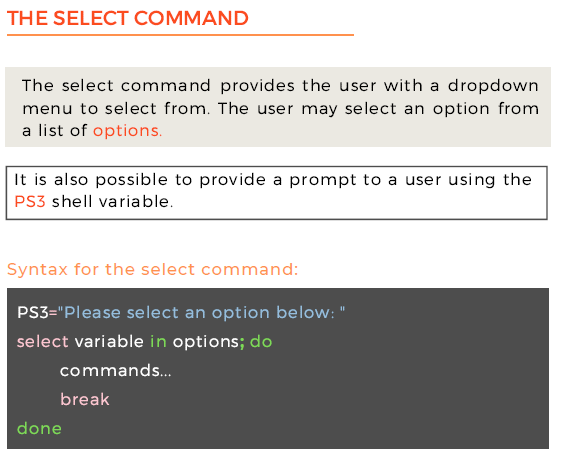 THE SELECT COMMAND
The select command provides the user with a dropdown
menu to select from. The user may select an option from
a list of options.
It is also possible to provide a prompt to a user using the
PS3 shell variable.
Syntax for the select command:
PS3="Please select an option below: "
select variable in options; do
commands...
break
done